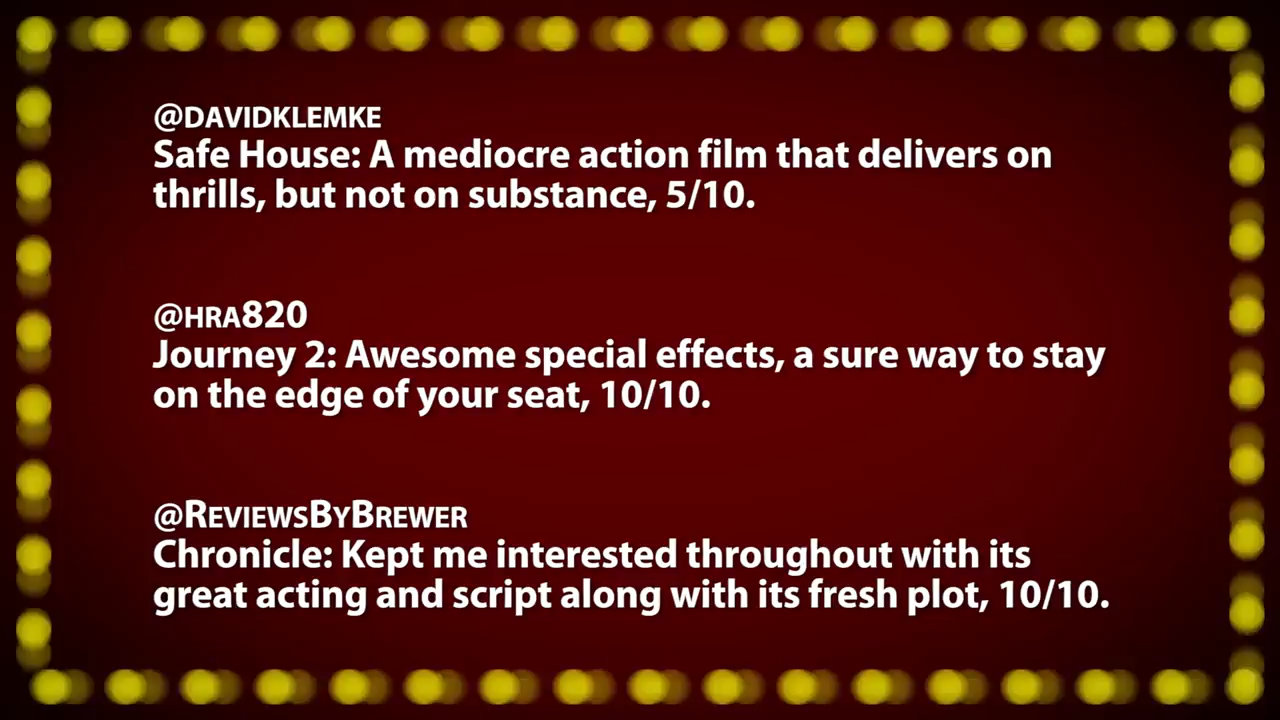 @DAVIDKLEMKE
Safe House: A mediocre action film that delivers on
thrills, but not on substance, 5/10.
@HRA820
Journey 2: Awesome special effects, a sure way to stay
on the edge of your seat, 10/10.
@REVIEWSBYBREWER
Chronicle: Kept me interested throughout with its
great acting and script along with its fresh plot, 10/10.